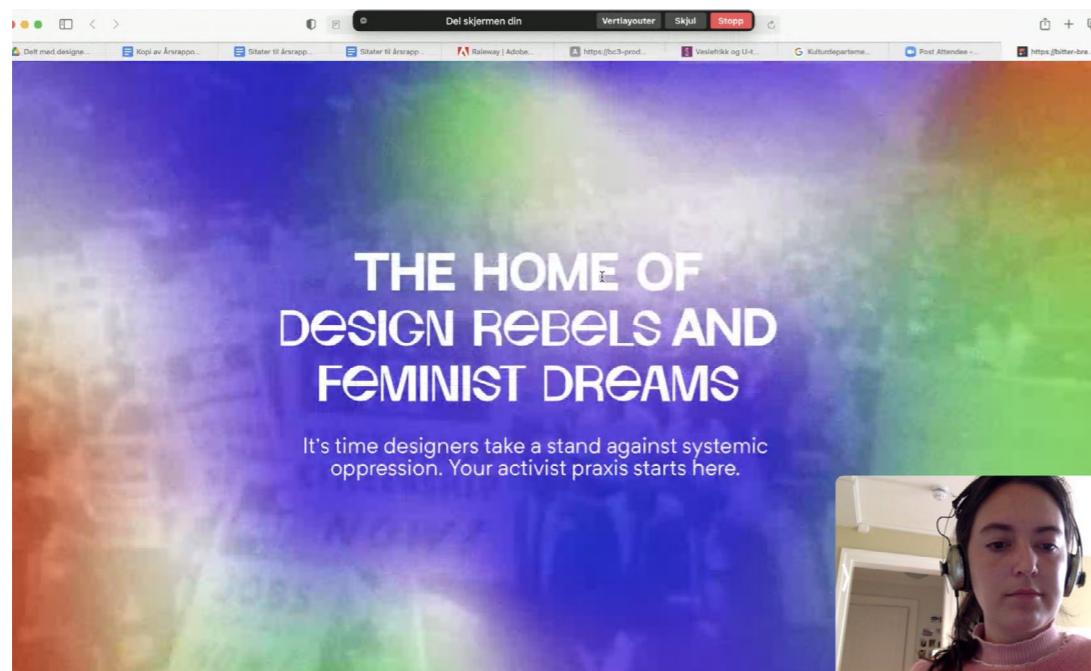 Del skjermen din
Vertlayouter
Skjul
Stopp
Delt med designe...
Kopi av Årsrappo...
Sitater til årsrapp...
Sitater til årsrapp...
Raleway | Adobe...
https://bc3-prod...
Veslefrikk og U-t...
Kulturdeparteme...
Post Attendee -...
https://bitter-bre...
THE HOME OF
DESIGN REBELS AND
FEMINIST DREAMS
It's time designers take a stand against systemic
oppression. Your activist praxis starts here.